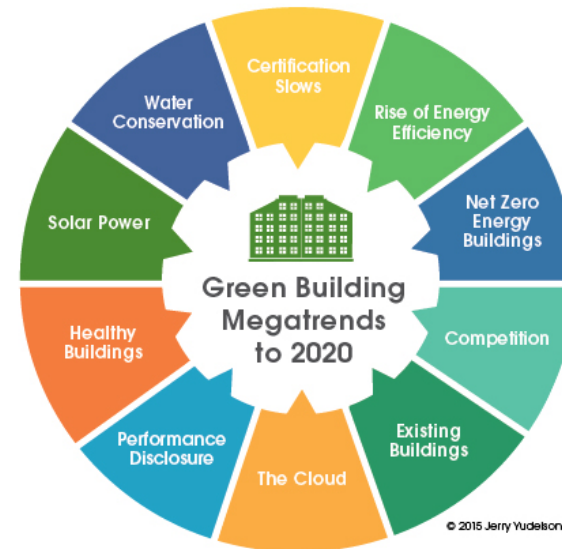 Certification
Slows
Rise of Energy
Efficiency
Net Zero
Energy
Buildings
Competition
Existing
Buildings
The Cloud
Performance
Disclosure
Healthy
Buildings
Solar Power
Water
Conservation
Green Building
Megatrends
to 2020
© 2015 Jerry Yudelson